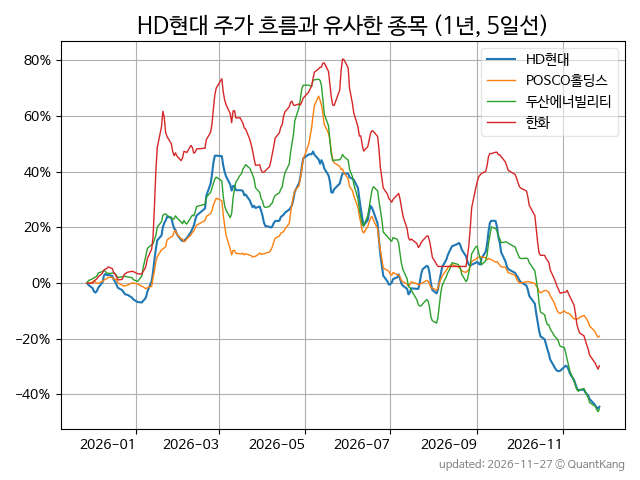 HD현대 주가 흐름과 유사한 종목 (1년, 5일선)
HD현대
POSCO홀딩스
두산에너빌리티
한화
80%
60%
40%
20%
0%
−20%
−40%
2026-01
2026-03
2026-05
2026-07
2026-09
2026-11
updated: 2026-11-27 © QuantKang